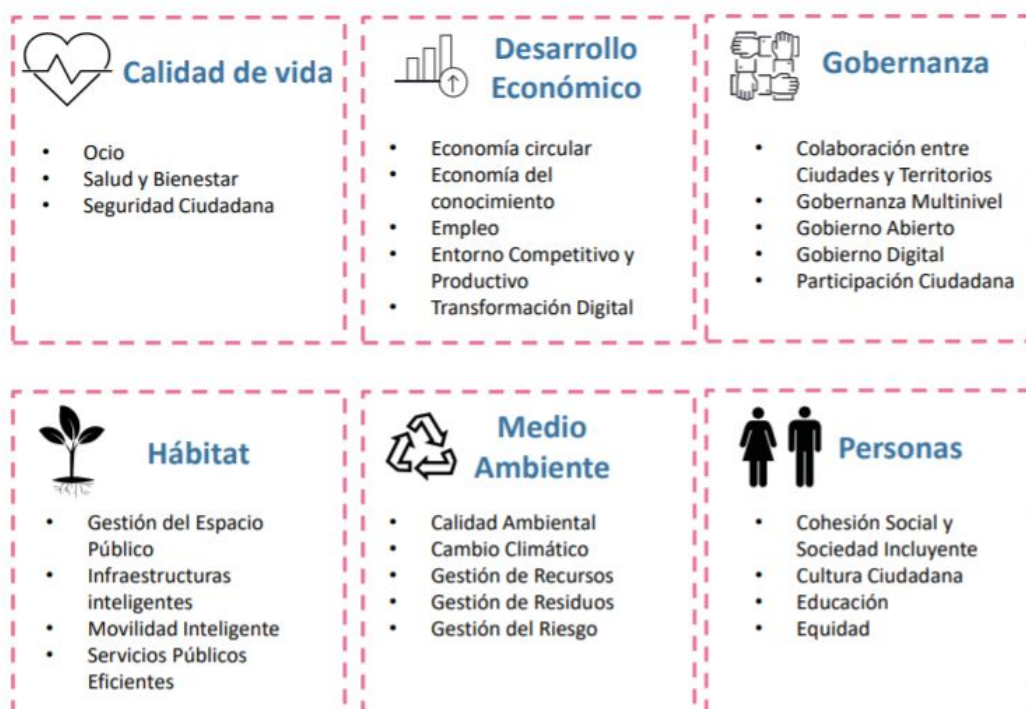 Calidad de vida
• Ocio
• Salud y Bienestar
• Seguridad Ciudadana
Desarrollo
Económico
• Economía circular
• Economía del
conocimiento
• Empleo
• Entorno Competitivo y
Productivo
• Transformación Digital
Gobernanza
• Colaboración entre
Ciudades y Territorios
• Gobernanza Multinivel
• Gobierno Abierto
• Gobierno Digital
• Participación Ciudadana
Hábitat
• Gestión del Espacio
Público
• Infraestructuras
inteligentes
• Movilidad Inteligente
• Servicios Públicos
Eficientes
Medio
Ambiente
• Calidad Ambiental
• Cambio Climático
• Gestión de Recursos
• Gestión de Residuos
• Gestión del Riesgo
Personas
• Cohesión Social y
Sociedad Incluyente
• Cultura Ciudadana
• Educación
• Equidad